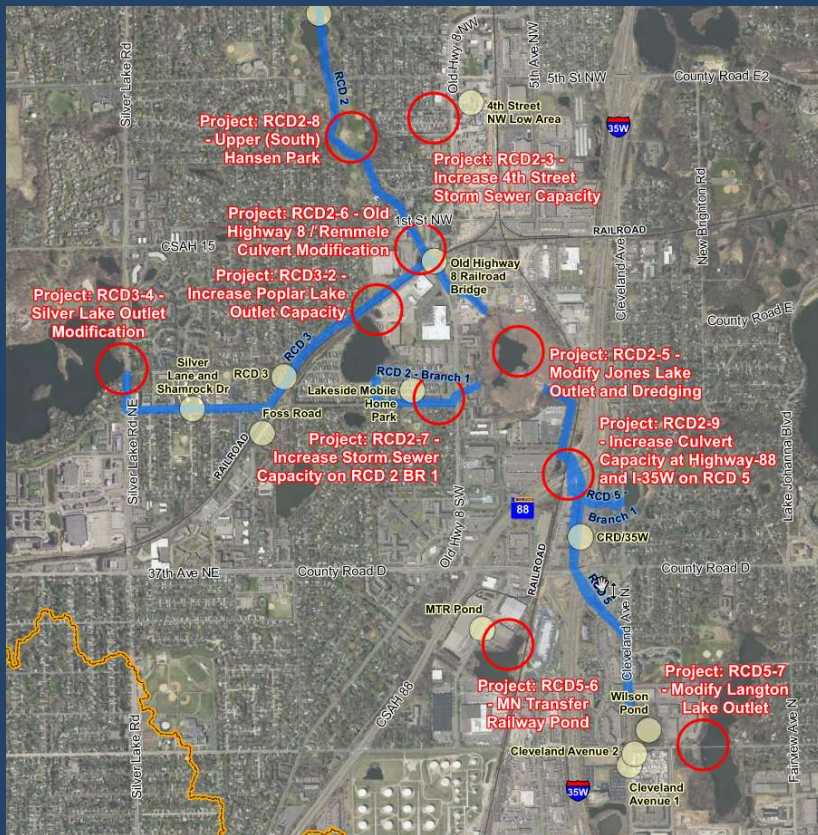 Silver Lake Rd
RCD 2
Old Hwy 8 NW
5th Ave NW
5th St NW
County Road E2
4th Street
NW Low Area
35W
Project: RCD2-8
- Upper (South)
Hansen Park
Project: RCD2-3 -
Increase 4th Street
Storm Sewer Capacity
New Brighton Rd
Project: RCD2-6 - Old
Highway 8 / Remmele
Culvert Modification
1st St NW
RAILROAD
CSAH 15
Cleveland Ave
Old Highway
8 Railroad
Bridge
Project: RCD3-2 -
Increase Poplar Lake
Outlet Capacity
Project: RCD3-4 -
Silver Lake Outlet
Modification
County Road E
RCD 3
Silver
Lane and
Shamrock Dr
RCD 3
RCD 2 - Branch 1
Project: RCD2-5 -
Modify Jones Lake
Outlet and Dredging
Lakeside Mobile
Home
Park
Foss Road
Silver Lake Rd NE
RAILROAD
Project: RCD2-7 -
Increase Storm Sewer
Capacity on RCD 2 BR 1
Project: RCD2-9
- Increase Culvert
Capacity at Highway-88
and I-35W on RCD 5
Lake Johanna Blvd
RCD 5
Branch 1
88
Old Hwy 8 SW
CRD/35W
RAILROAD
37th Ave NE
County Road D
County Road D
RCD 5
Cleveland Ave N
MTR Pond
Project: RCD5-6
- MN Transfer
Railway Pond
Project: RCD5-7
- Modify Langton
Lake Outlet
Wilson
Pond
CSAH 88
Silver Lake Rd
Cleveland Avenue 2
Cleveland
Avenue 1
35W
Fairview Ave N